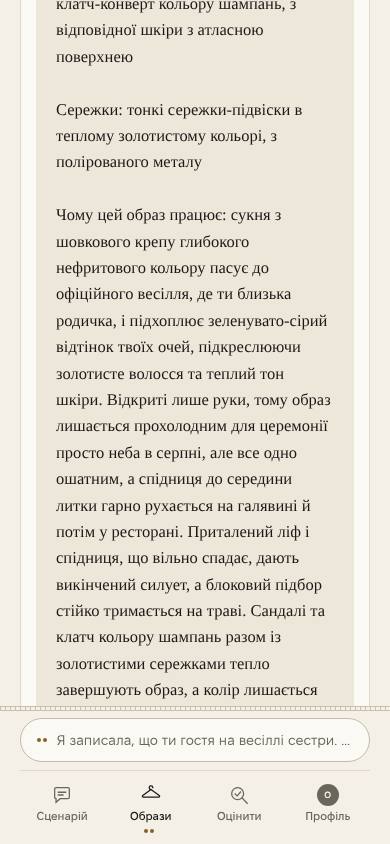 клатч-конверт кольору шампань, з
відповідної шкіри з атласною
поверхнею
Сережки: тонкі сережки-підвіски в
теплому золотистому кольорі, з
полірованого металу
Чому цей образ працює: сукня з
шовкового крепу глибокого
нефритового кольору пасує до
офіційного весілля, де ти близька
родичка, і підхоплює зеленувато-сірий
відтінок твоїх очей, підкреслюючи
золотисте волосся та теплий тон
шкіри. Відкриті лише руки, тому образ
лишається прохолодним для церемонії
просто неба в серпні, але все одно
ошатним, а спідниця до середини
литки гарно рухається на галявині й
потім у ресторані. Приталений ліф і
спідниця, що вільно спадає, дають
викінчений силует, а блоковий підбор
стійко тримається на траві. Сандалі та
клатч кольору шампань разом із
золотистими сережками тепло
завершують образ, а колір лишається
Я записала, що ти гостя на весіллі сестри. ...
Сценарій
Образи
Оцінити
О
Профіль